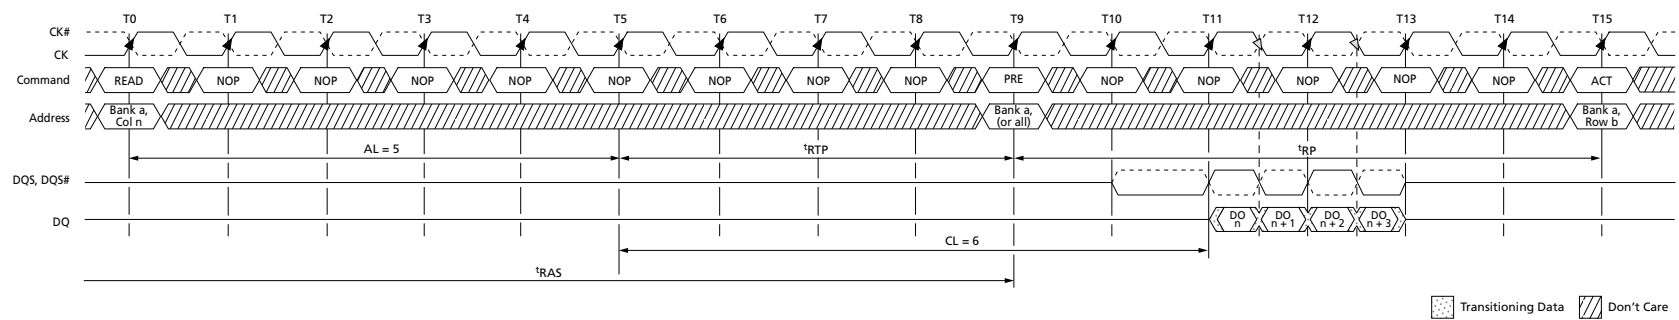 T0 T1 T2 T3 T4 T5 T6 T7 T8 T9 T10 T11 T12 T13 T14 T15
CK#
CK
Command READ NOP NOP NOP NOP NOP NOP NOP NOP PRE NOP NOP NOP NOP NOP ACT
Address Bank a, Col n Bank a, (or all) Bank a, Row b
AL = 5 tRTP tRP
DQS, DQS#
DQ DO n DO n + 1 DO n + 2 DO n + 3
CL = 6
tRAS
Transitioning Data Don't Care